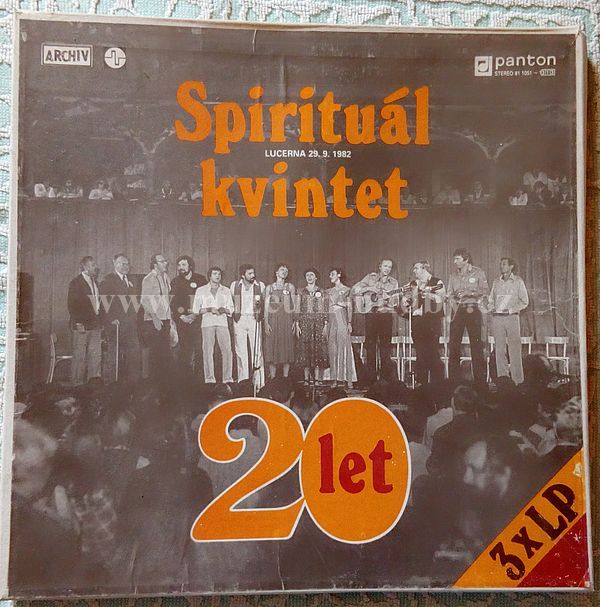 ARCHIV
panton
STEREO 81 1051
Spirituál
LUCERNA 29. 9. 1982
kvintet
20 let
3 x LP